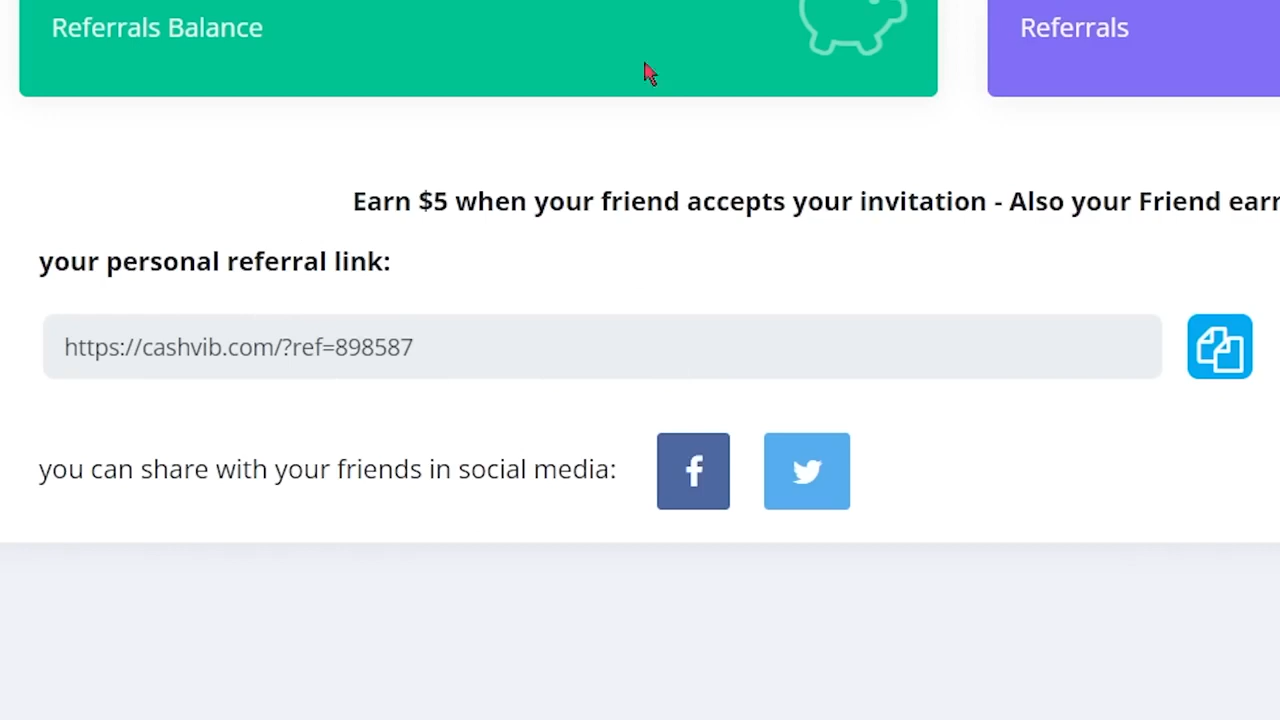 Referrals Balance
Referrals
Earn $5 when your friend accepts your invitation - Also your Friend earn
your personal referral link:
https://cashvib.com/?ref=898587
you can share with your friends in social media: